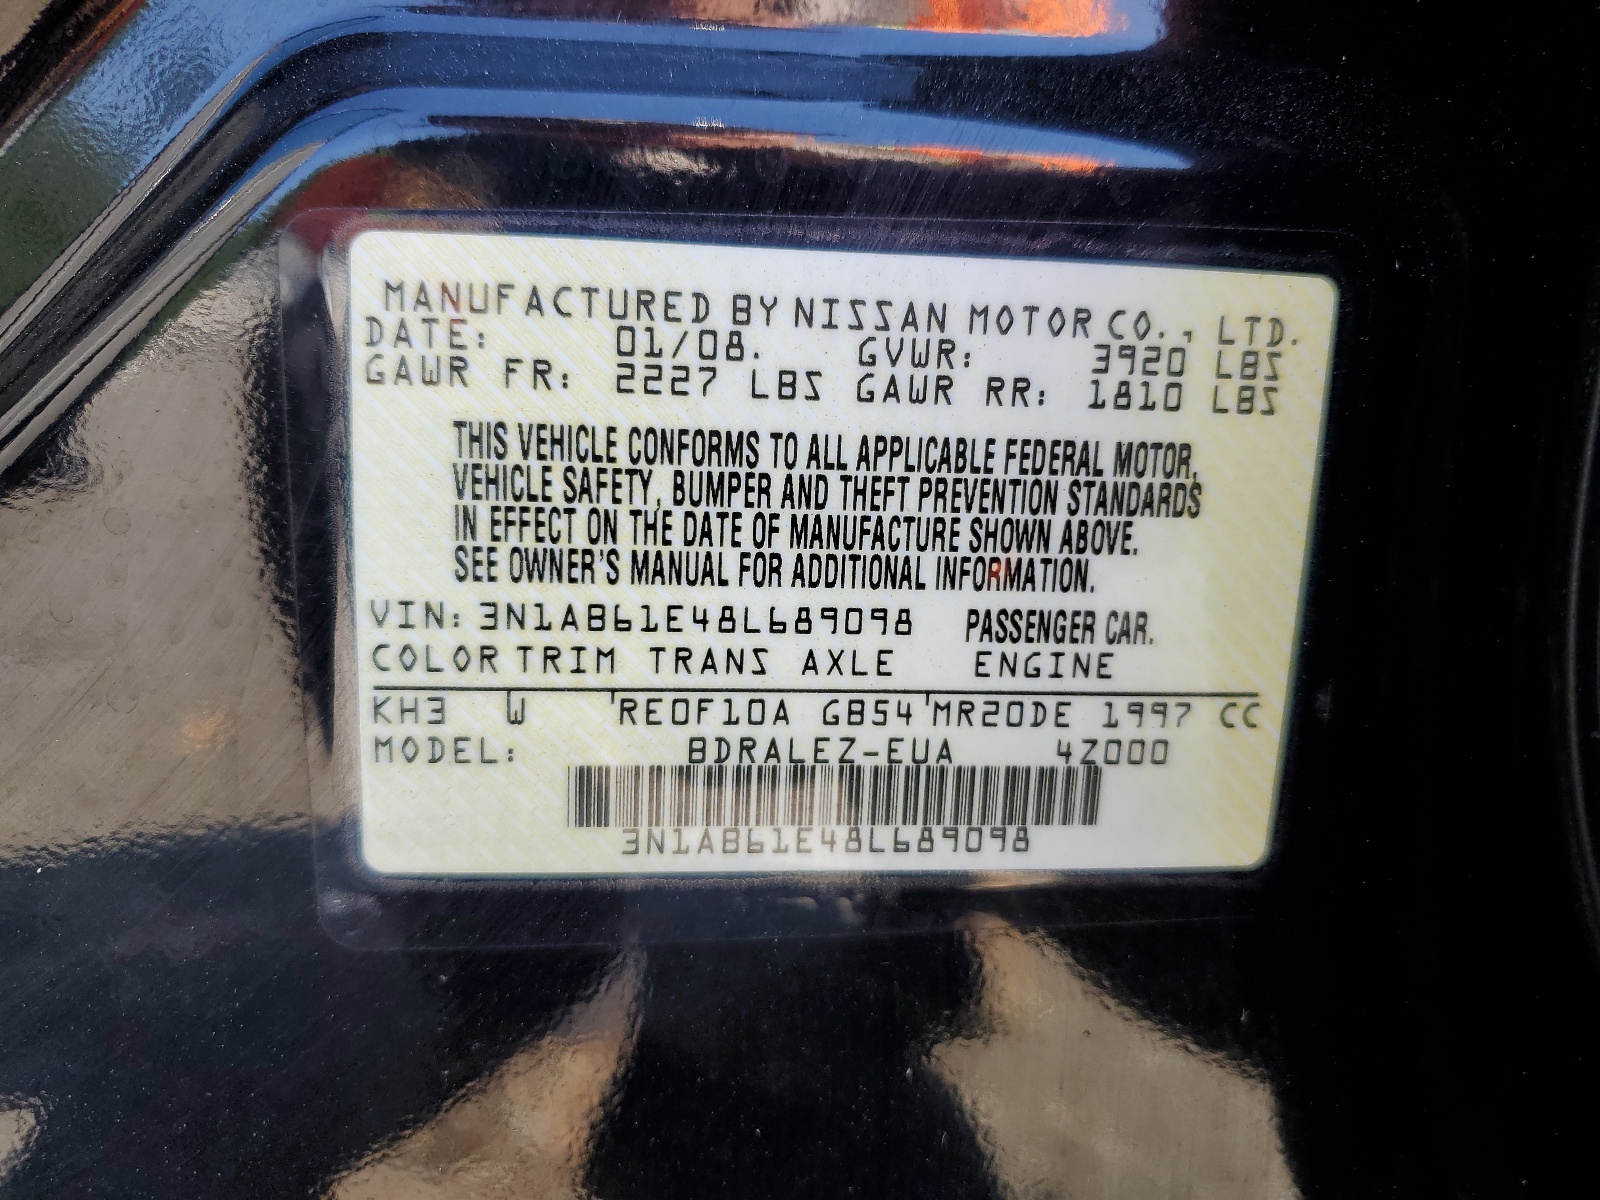 MANUFACTURED BY NISSAN MOTOR CO., LTD.
DATE: 01/08. GVWR: 3920 LBS
GAWR FR: 2227 LBS GAWR RR: 1810 LBS
THIS VEHICLE CONFORMS TO ALL APPLICABLE FEDERAL MOTOR,
VEHICLE SAFETY, BUMPER AND THEFT PREVENTION STANDARDS
IN EFFECT ON THE DATE OF MANUFACTURE SHOWN ABOVE.
SEE OWNER'S MANUAL FOR ADDITIONAL INFORMATION.
VIN: 3N1AB61E48L689098 PASSENGER CAR.
COLOR TRIM TRANS AXLE ENGINE
KH3 W 'RE0F10A GB54'MR20DE 1997 CC
MODEL: BDRALEZ-EUA 4Z000
3N1AB61E48L689098